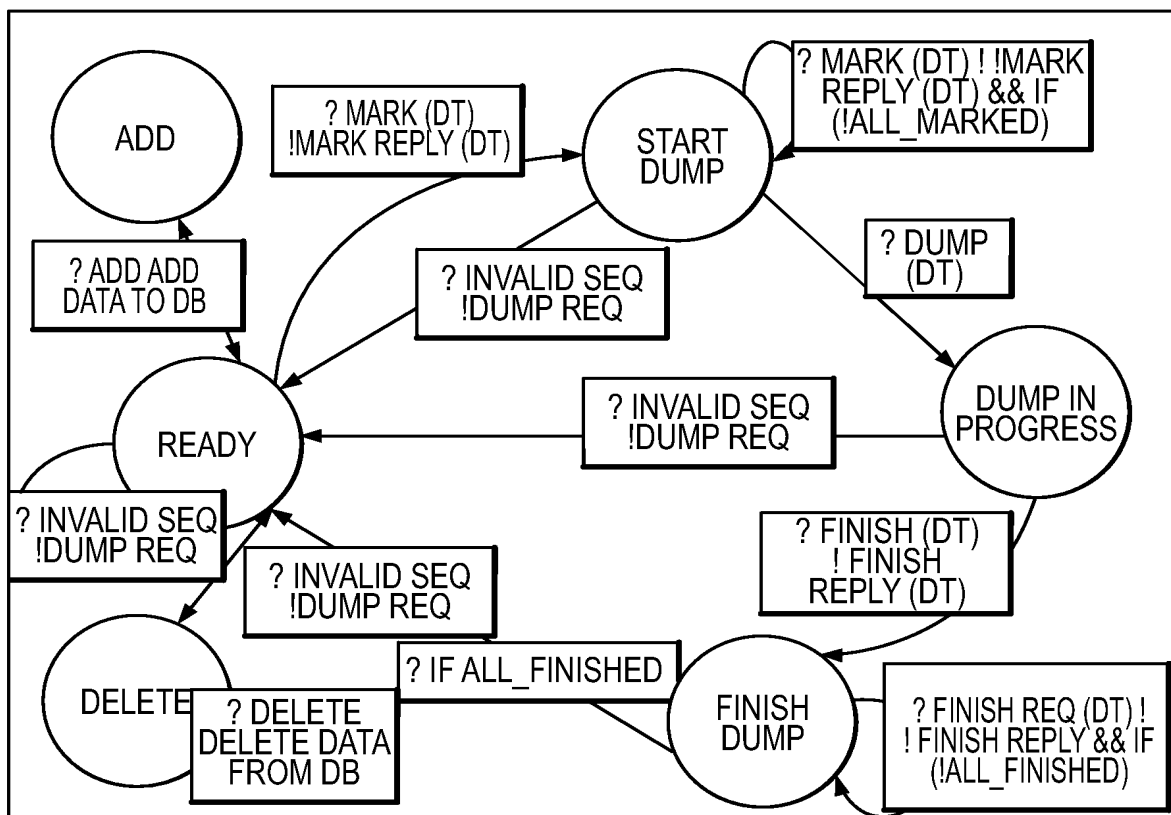 ADD
? MARK (DT)
!MARK REPLY (DT)
START
DUMP
? MARK (DT) ! !MARK
REPLY (DT) && IF
(!ALL_MARKED)
? ADD ADD
DATA TO DB
? INVALID SEQ
!DUMP REQ
? DUMP
(DT)
READY
? INVALID SEQ
!DUMP REQ
DUMP IN
PROGRESS
? INVALID SEQ
!DUMP REQ
? INVALID SEQ
!DUMP REQ
? FINISH (DT)
! FINISH
REPLY (DT)
DELETE
? DELETE
DELETE DATA
FROM DB
? IF ALL_FINISHED
FINISH
DUMP
? FINISH REQ (DT) !
! FINISH REPLY && IF
(!ALL_FINISHED)